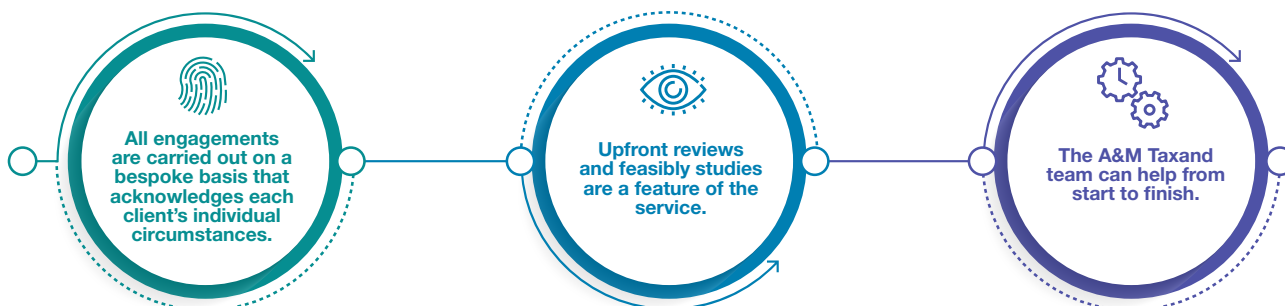 All engagements
are carried out on a
bespoke basis that
acknowledges each
client's individual
circumstances.
Upfront reviews
and feasibly studies
are a feature of the
service.
The A&M Taxand
team can help from
start to finish.